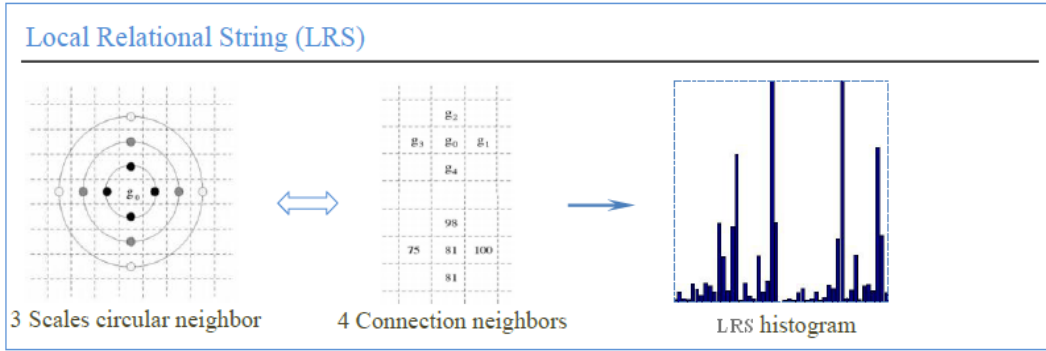 Local Relational String (LRS)
g₀
g₂
g₃ g₀ g₁
g₄
98
75 81 100
81
3 Scales circular neighbor
4 Connection neighbors
LRS histogram